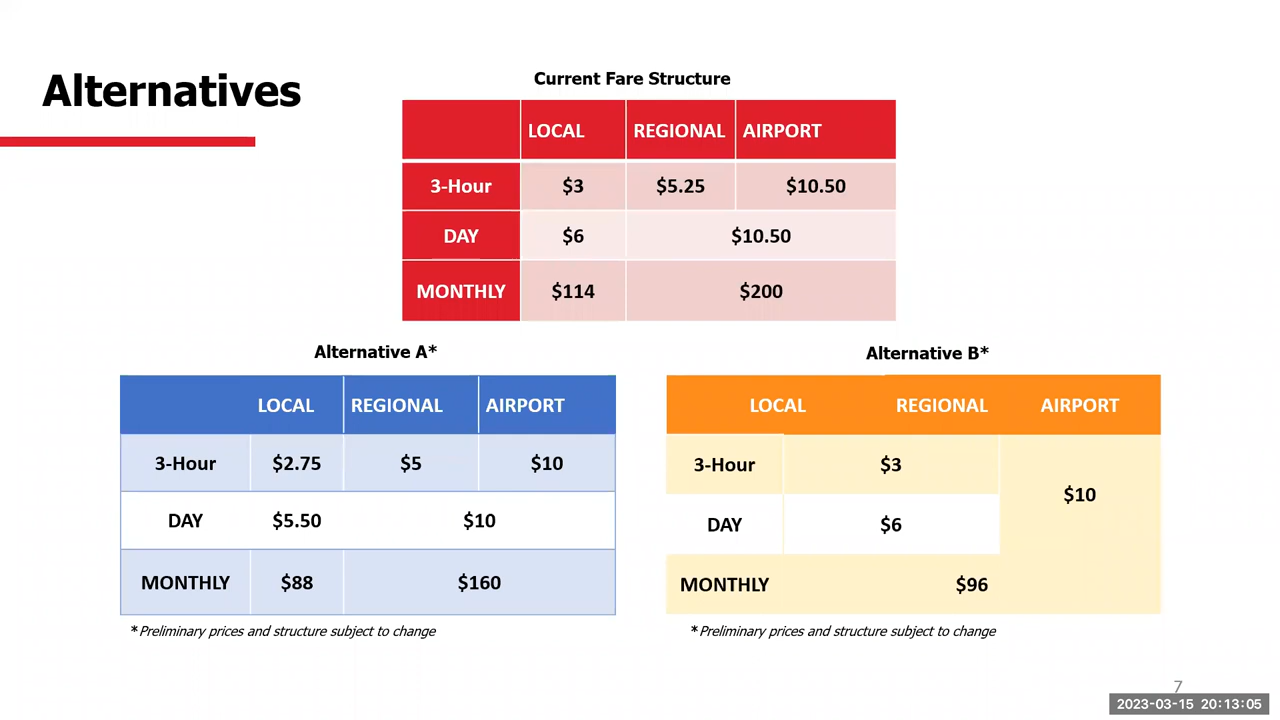 Alternatives
Current Fare Structure
LOCAL REGIONAL AIRPORT
3-Hour $3 $5.25 $10.50
DAY $6 $10.50
MONTHLY $114 $200
Alternative A*
LOCAL REGIONAL AIRPORT
3-Hour $2.75 $5 $10
DAY $5.50 $10
MONTHLY $88 $160
*Preliminary prices and structure subject to change
Alternative B*
LOCAL REGIONAL AIRPORT
3-Hour $3
$10
DAY $6
MONTHLY $96
*Preliminary prices and structure subject to change
7
2023-03-15 20:13:05